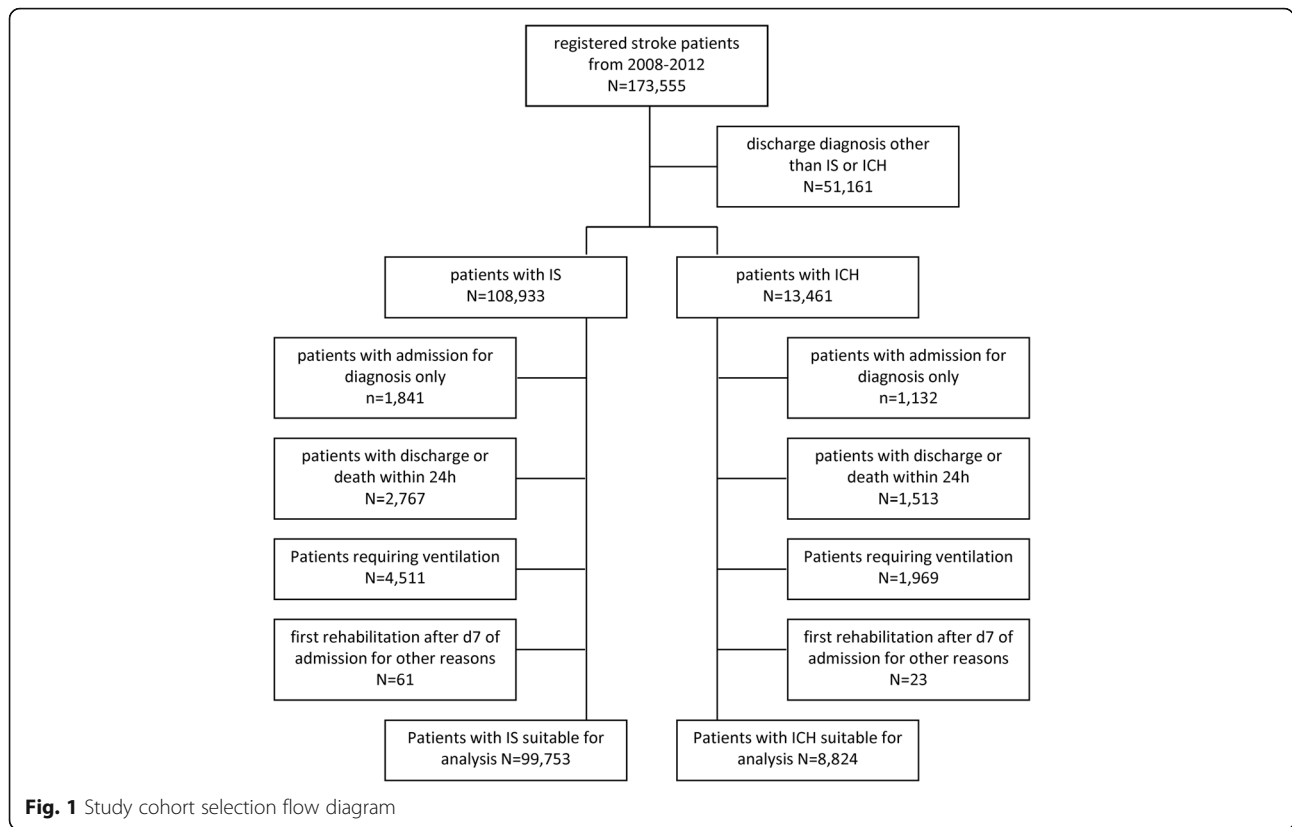 registered stroke patients
from 2008-2012
N=173,555
discharge diagnosis other
than IS or ICH
N=51,161
patients with IS
N=108,933
patients with ICH
N=13,461
patients with admission for
diagnosis only
n=1,841
patients with admission for
diagnosis only
n=1,132
patients with discharge or
death within 24h
N=2,767
patients with discharge or
death within 24h
N=1,513
Patients requiring ventilation
N=4,511
Patients requiring ventilation
N=1,969
first rehabilitation after d7 of
admission for other reasons
N=61
first rehabilitation after d7 of
admission for other reasons
N=23
Patients with IS suitable for
analysis N=99,753
Patients with ICH suitable for
analysis N=8,824
Fig. 1 Study cohort selection flow diagram